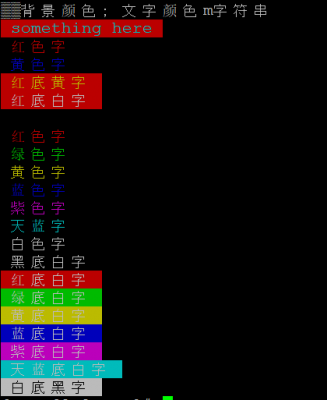 背景颜色; 文字颜色m字符串
something here
红色字
黄色字
红底黄字
红底白字
红色字
绿色字
黄色字
蓝色字
紫色字
天蓝字
白色字
黑底白字
红底白字
绿底白字
黄底白字
蓝底白字
紫底白字
天蓝底白字
白底黑字